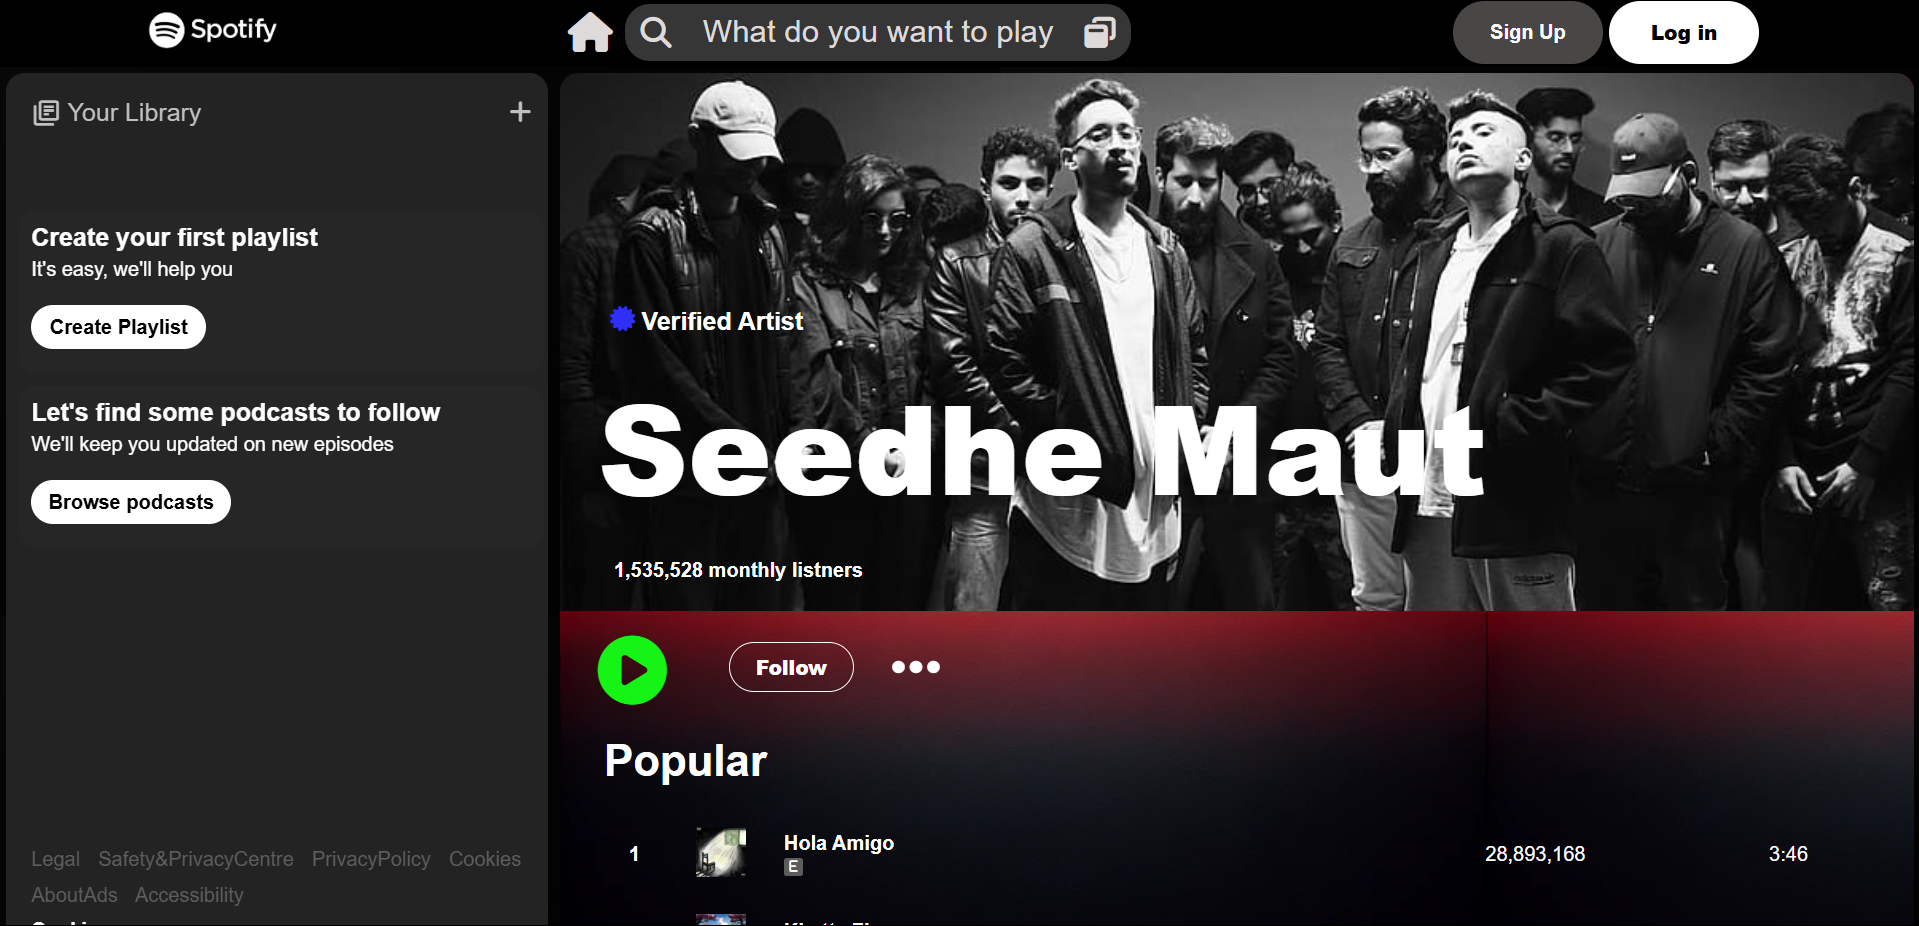 Spotify
What do you want to play
Sign Up
Log in
Your Library
Create your first playlist
It's easy, we'll help you
Create Playlist
Let's find some podcasts to follow
We'll keep you updated on new episodes
Browse podcasts
Legal Safety&PrivacyCentre PrivacyPolicy Cookies
AboutAds Accessibility
Verified Artist
Seedhe Maut
1,535,528 monthly listners
Follow
Popular
1 Hola Amigo 28,893,168 3:46
E